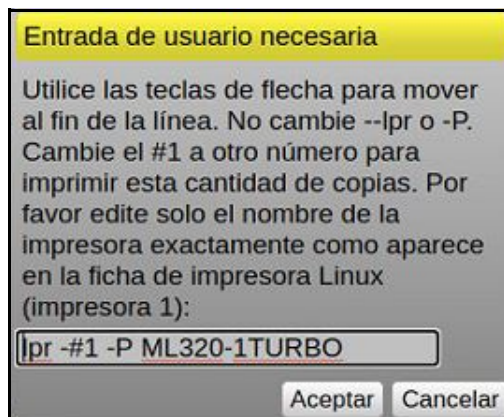 Entrada de usuario necesaria
Utilice las teclas de flecha para mover
al fin de la línea. No cambie --lpr o -P.
Cambie el #1 a otro número para
imprimir esta cantidad de copias. Por
favor edite solo el nombre de la
impresora exactamente como aparece
en la ficha de impresora Linux
(impresora 1):
lpr -#1 -P ML320-1TURBO
Aceptar Cancelar